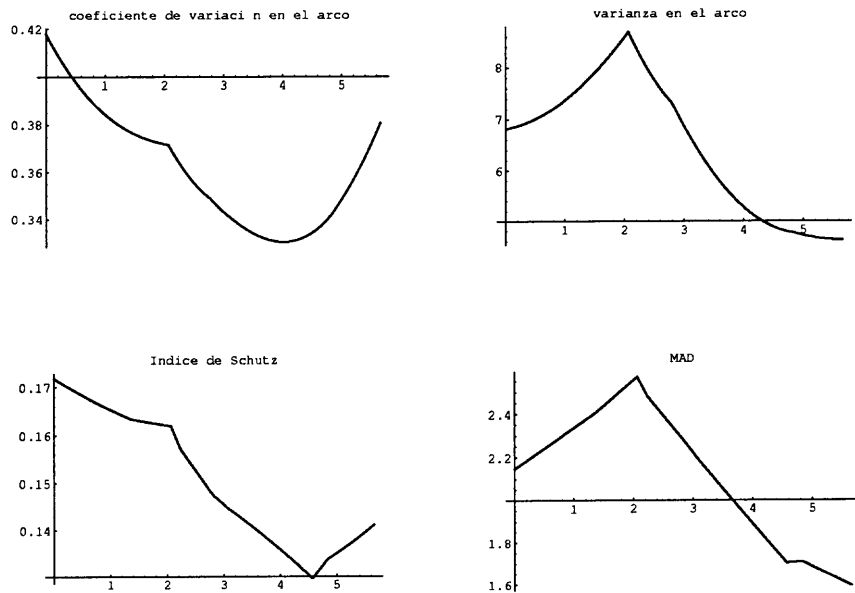 coeficiente de variaci n en el arco
0.42
1 2 3 4 5
0.38
0.36
0.34
varianza en el arco
8
7
6
1 2 3 4 5
Indice de Schutz
0.17
0.16
0.15
0.14
1 2 3 4 5
MAD
2.4
2.2
1 2 3 4 5
1.8
1.6